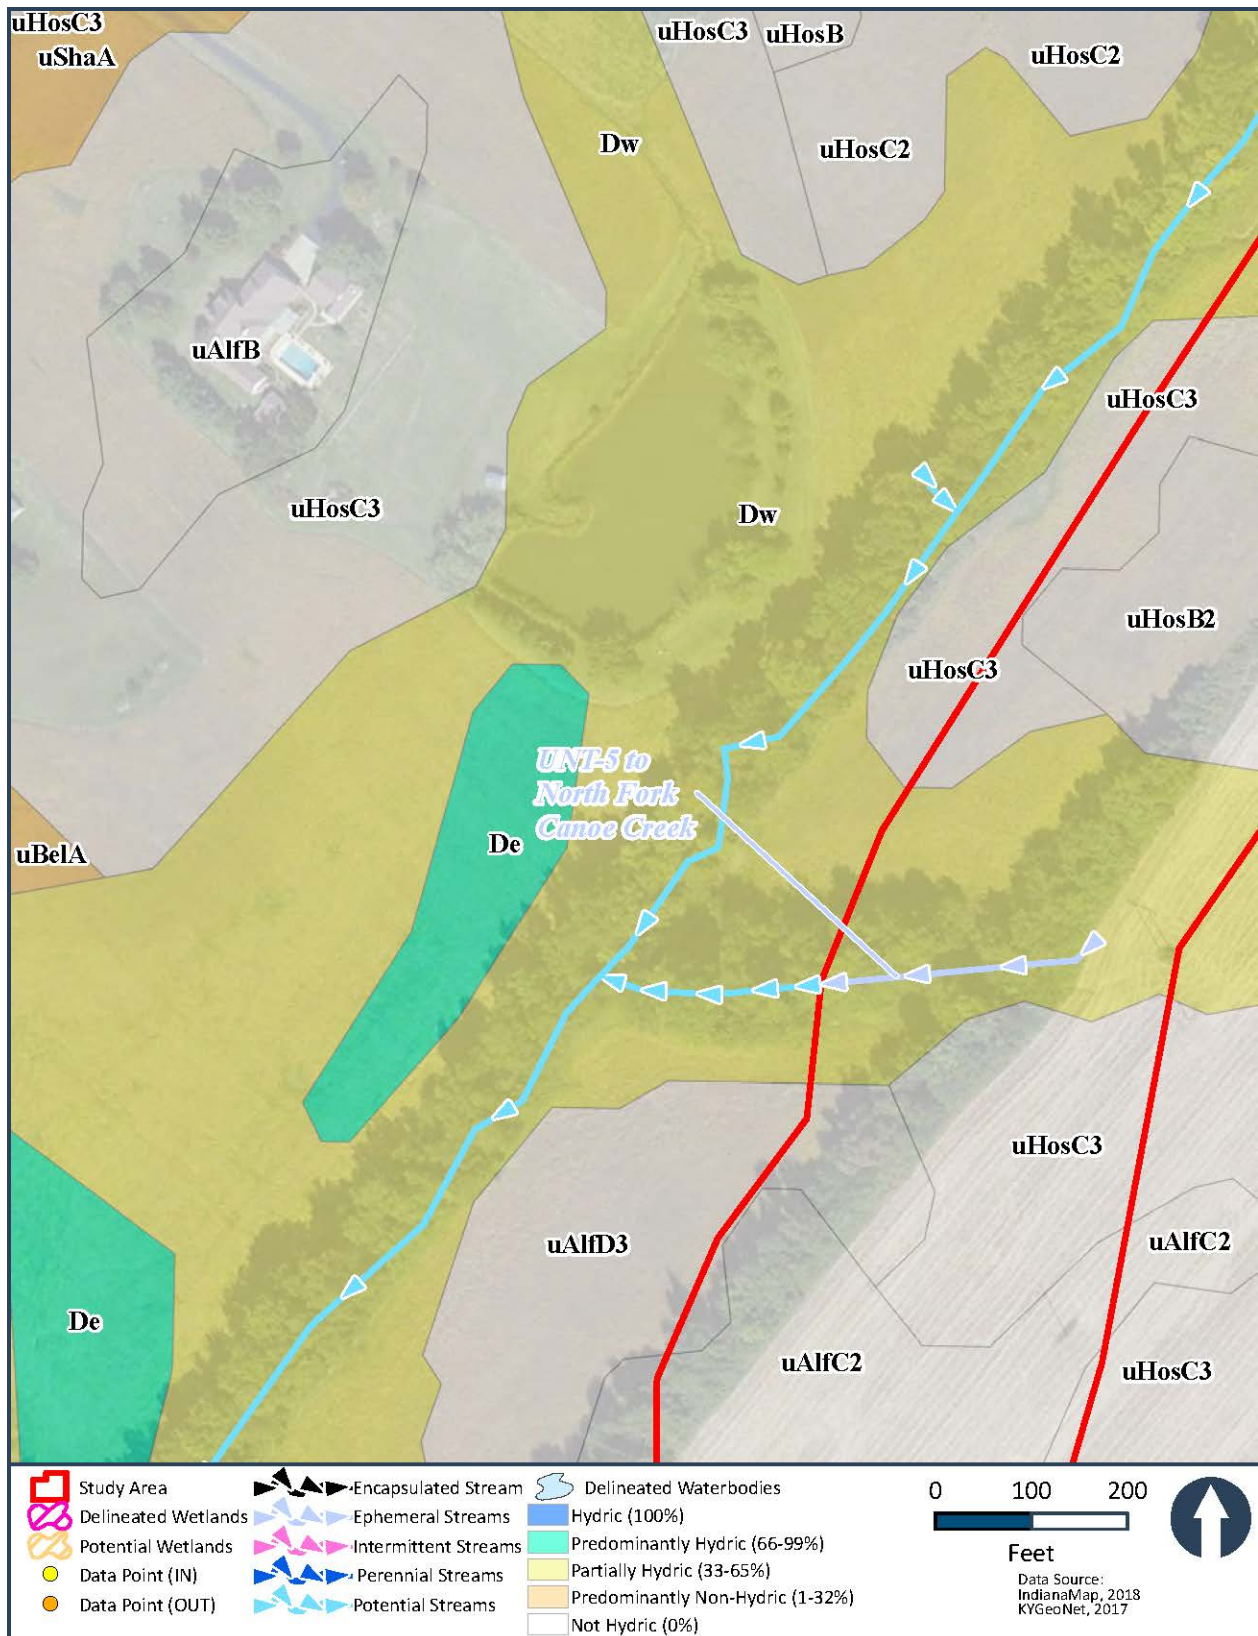 uHosC3
uShaA
uHosC3
uHosB
uHosC2
Dw
uHosC2
uAlfB
uHosC3
uHosC3
Dw
uHosB2
uHosC3
UNT-5 to
North Fork
Canoe Creek
De
uBelA
uHosC3
uAlfD3
uAlfC2
De
uAlfC2
uHosC3
Study Area
Delineated Wetlands
Potential Wetlands
Data Point (IN)
Data Point (OUT)
Encapsulated Stream
Ephemeral Streams
Intermittent Streams
Perennial Streams
Potential Streams
Delineated Waterbodies
Hydric (100%)
Predominantly Hydric (66-99%)
Partially Hydric (33-65%)
Predominantly Non-Hydric (1-32%)
Not Hydric (0%)
0 100 200
Feet
Data Source:
IndianaMap, 2018
KYGeoNet, 2017